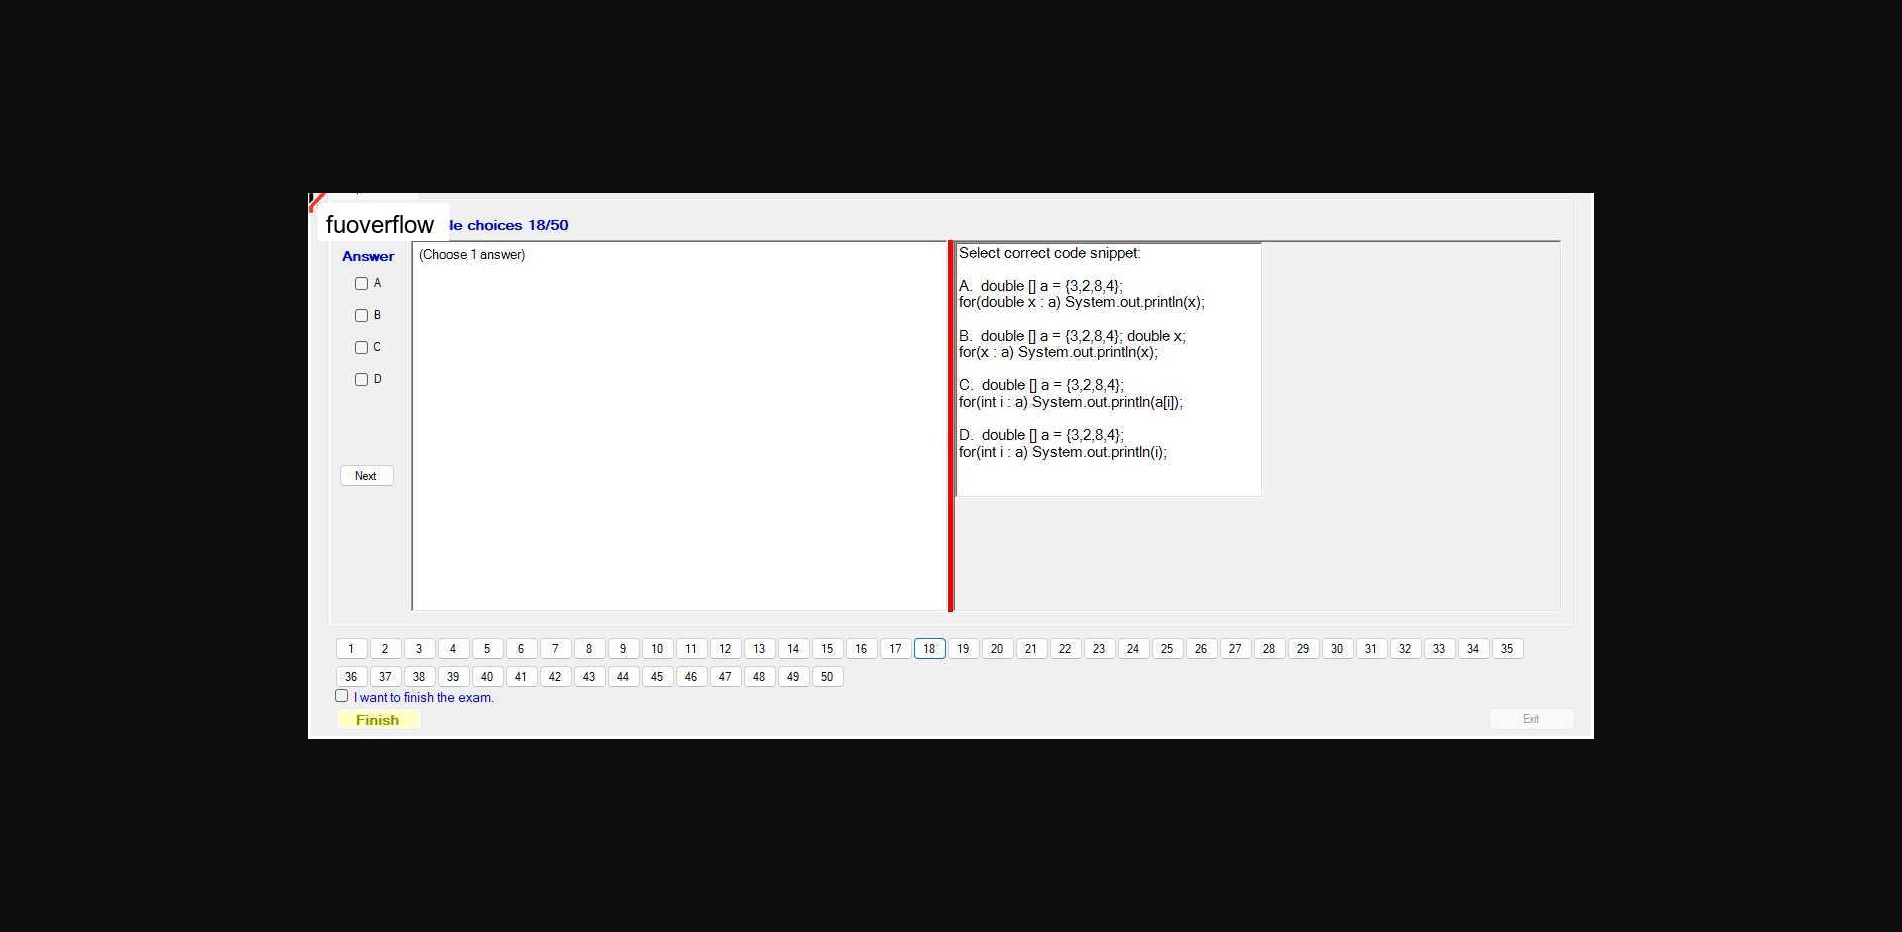 fuoverflow le choices 18/50
Answer
(Choose 1 answer)
A
B
C
D
Next
Select correct code snippet:
A.  double [] a = {3,2,8,4};
for(double x : a) System.out.println(x);
B.  double [] a = {3,2,8,4}; double x;
for(x : a) System.out.println(x);
C.  double [] a = {3,2,8,4};
for(int i : a) System.out.println(a[i]);
D.  double [] a = {3,2,8,4};
for(int i : a) System.out.println(i);
1 2 3 4 5 6 7 8 9 10 11 12 13 14 15 16 17 18 19 20 21 22 23 24 25 26 27 28 29 30 31 32 33 34 35
36 37 38 39 40 41 42 43 44 45 46 47 48 49 50
I want to finish the exam.
Finish
Exit